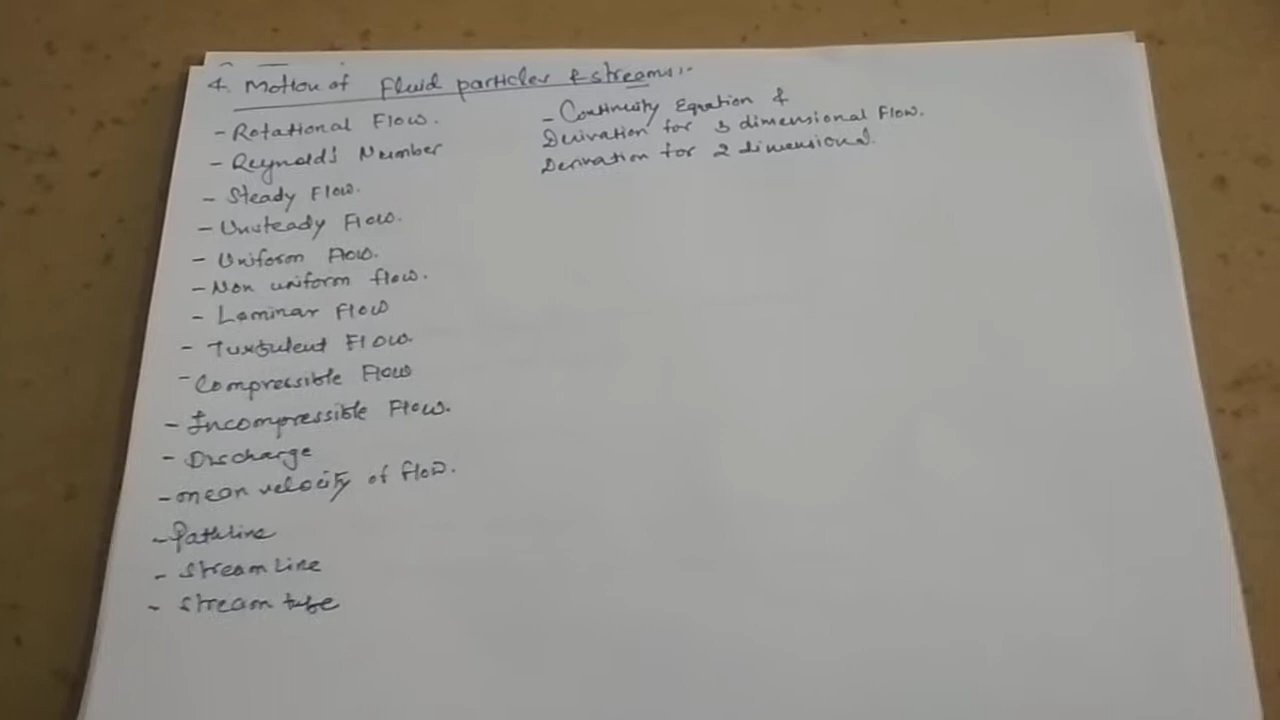 4. Motion of Fluid particles & streams:-
- Rotational Flow.
- Reynold's Number
- Steady Flow.
- Unsteady Flow.
- Uniform Flow.
- Non uniform flow.
- Laminar Flow
- Turbulent Flow.
- Compressible Flow
- Incompressible Flow.
- Discharge
- mean velocity of flow.
- Pathline
- Stream Line
- Stream tube
- Continuity Equation &
Derivation for 3 dimensional Flow.
Derivation for 2 dimensional.